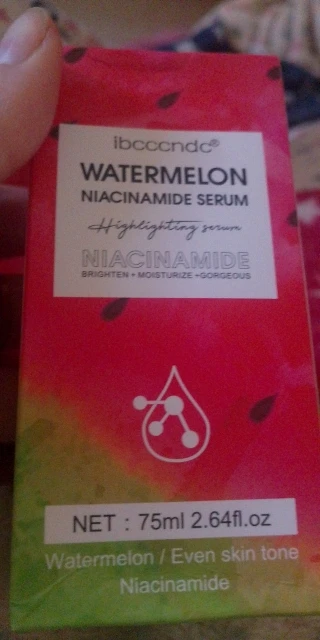 ibcccndc®
WATERMELON
NIACINAMIDE SERUM
Highlighting serum
NIACINAMIDE
BRIGHTEN • MOISTURIZE •GORGEOUS
NET : 75ml 2.64fl.oz
Watermelon / Even skin tone
Niacinamide